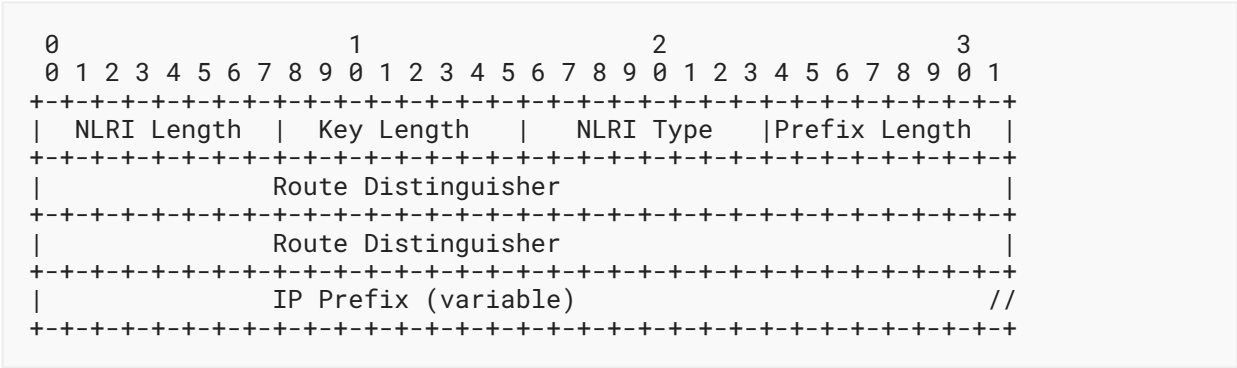 0                   1                   2                   3
 0 1 2 3 4 5 6 7 8 9 0 1 2 3 4 5 6 7 8 9 0 1 2 3 4 5 6 7 8 9 0 1
+-+-+-+-+-+-+-+-+-+-+-+-+-+-+-+-+-+-+-+-+-+-+-+-+-+-+-+-+-+-+-+-+
|  NLRI Length  |  Key Length   |   NLRI Type   |Prefix Length  |
+-+-+-+-+-+-+-+-+-+-+-+-+-+-+-+-+-+-+-+-+-+-+-+-+-+-+-+-+-+-+-+-+
|               Route Distinguisher                             |
+-+-+-+-+-+-+-+-+-+-+-+-+-+-+-+-+-+-+-+-+-+-+-+-+-+-+-+-+-+-+-+-+
|               Route Distinguisher                             |
+-+-+-+-+-+-+-+-+-+-+-+-+-+-+-+-+-+-+-+-+-+-+-+-+-+-+-+-+-+-+-+-+
|               IP Prefix (variable)                           //
+-+-+-+-+-+-+-+-+-+-+-+-+-+-+-+-+-+-+-+-+-+-+-+-+-+-+-+-+-+-+-+-+